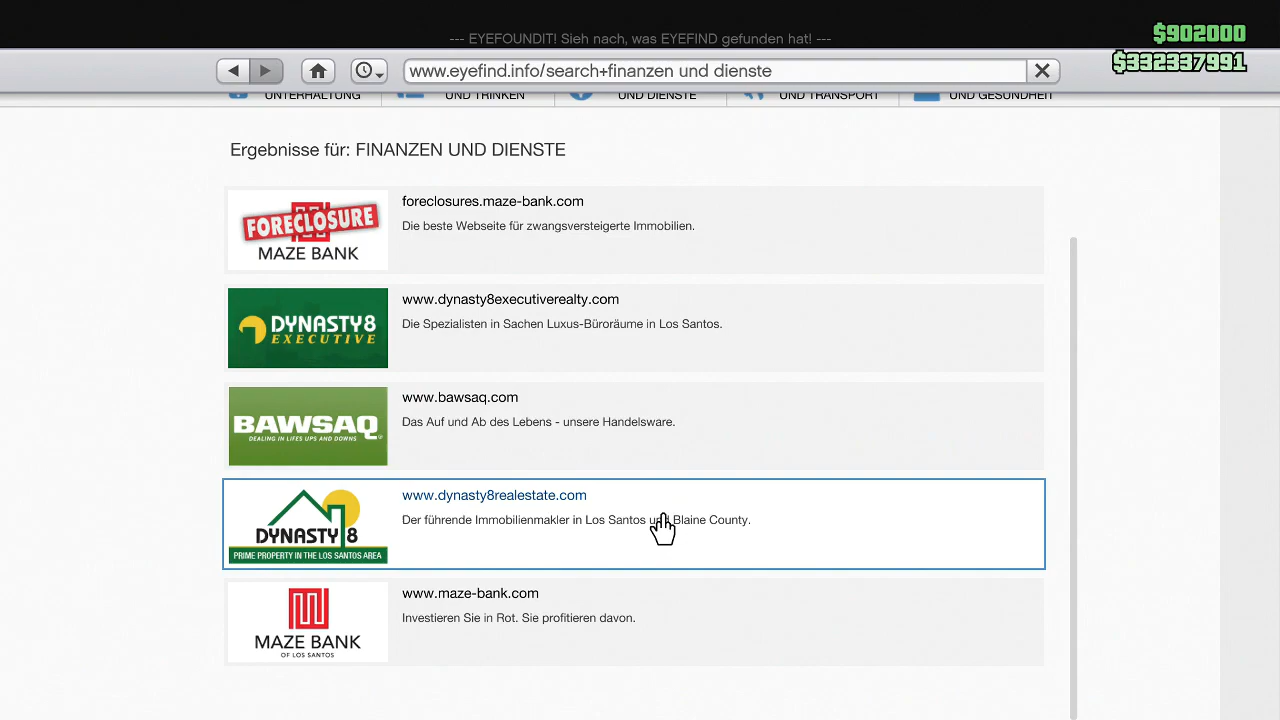 --- EYEFOUNDIT! Sieh nach, was EYEFIND gefunden hat! ---
$902000
$332337991
www.eyefind.info/search+finanzen und dienste
UNTERHALTUNG UND TRINKEN UND DIENSTE UND TRANSPORT UND GESUNDHEIT
Ergebnisse für: FINANZEN UND DIENSTE
FORECLOSURE
MAZE BANK
foreclosures.maze-bank.com
Die beste Webseite für zwangsversteigerte Immobilien.
DYNASTY8
EXECUTIVE
www.dynasty8executiverealty.com
Die Spezialisten in Sachen Luxus-Büroräume in Los Santos.
BAWSAQ
DEALING IN LIFES UPS AND DOWNS
www.bawsaq.com
Das Auf und Ab des Lebens - unsere Handelsware.
DYNASTY 8
PRIME PROPERTY IN THE LOS SANTOS AREA
www.dynasty8realestate.com
Der führende Immobilienmakler in Los Santos und Blaine County.
MAZE BANK
OF LOS SANTOS
www.maze-bank.com
Investieren Sie in Rot. Sie profitieren davon.